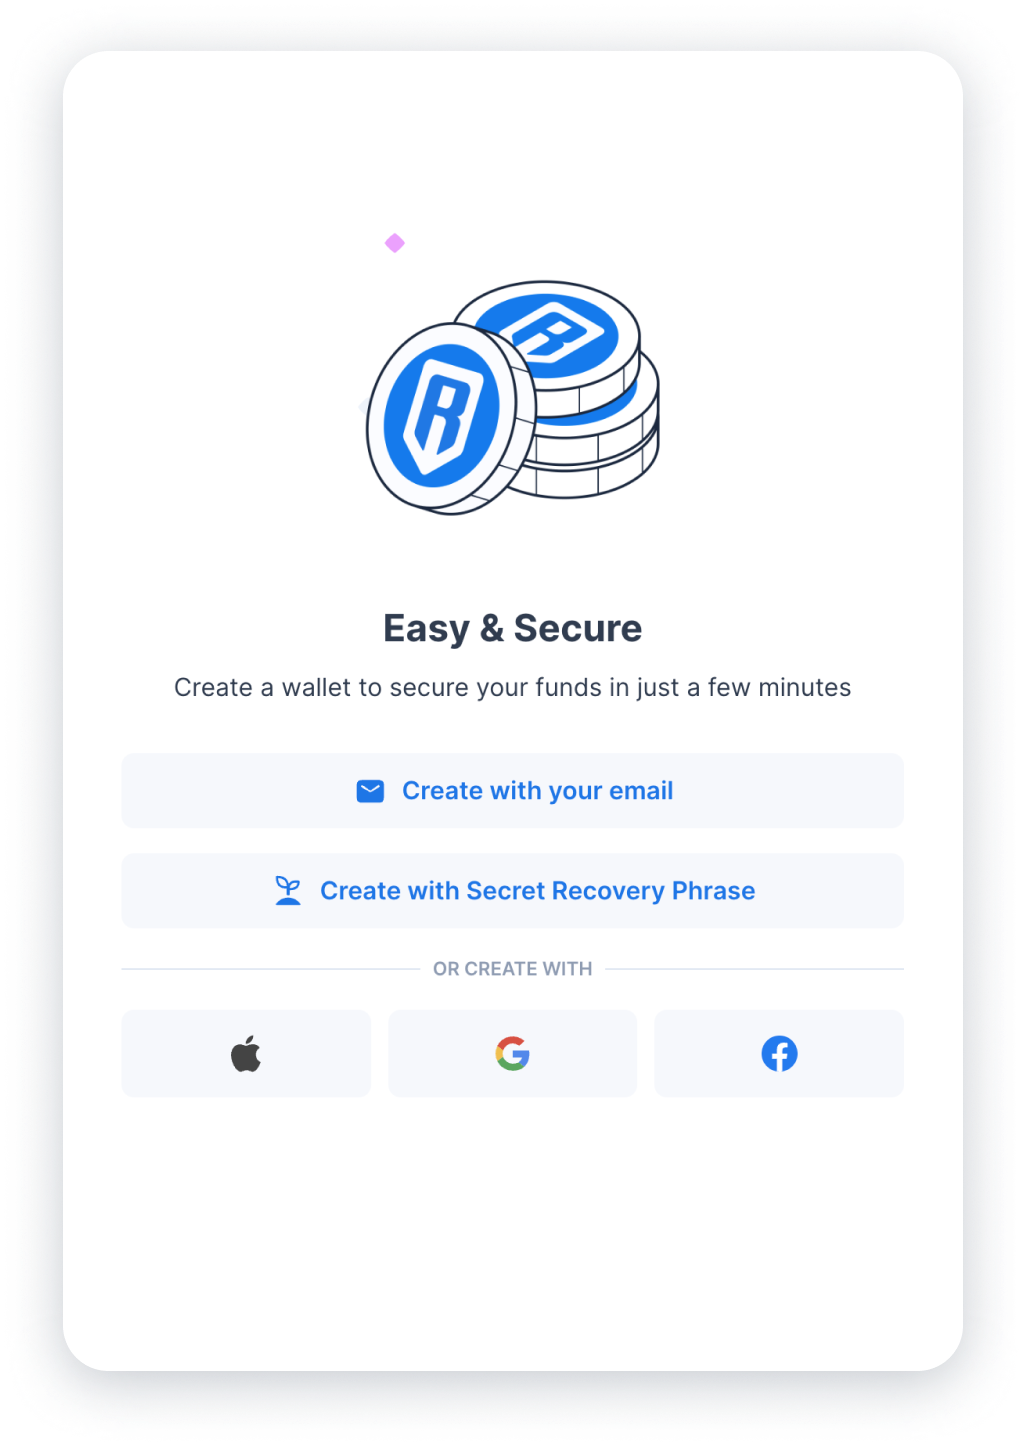 Easy & Secure
Create a wallet to secure your funds in just a few minutes
Create with your email
Create with Secret Recovery Phrase
OR CREATE WITH